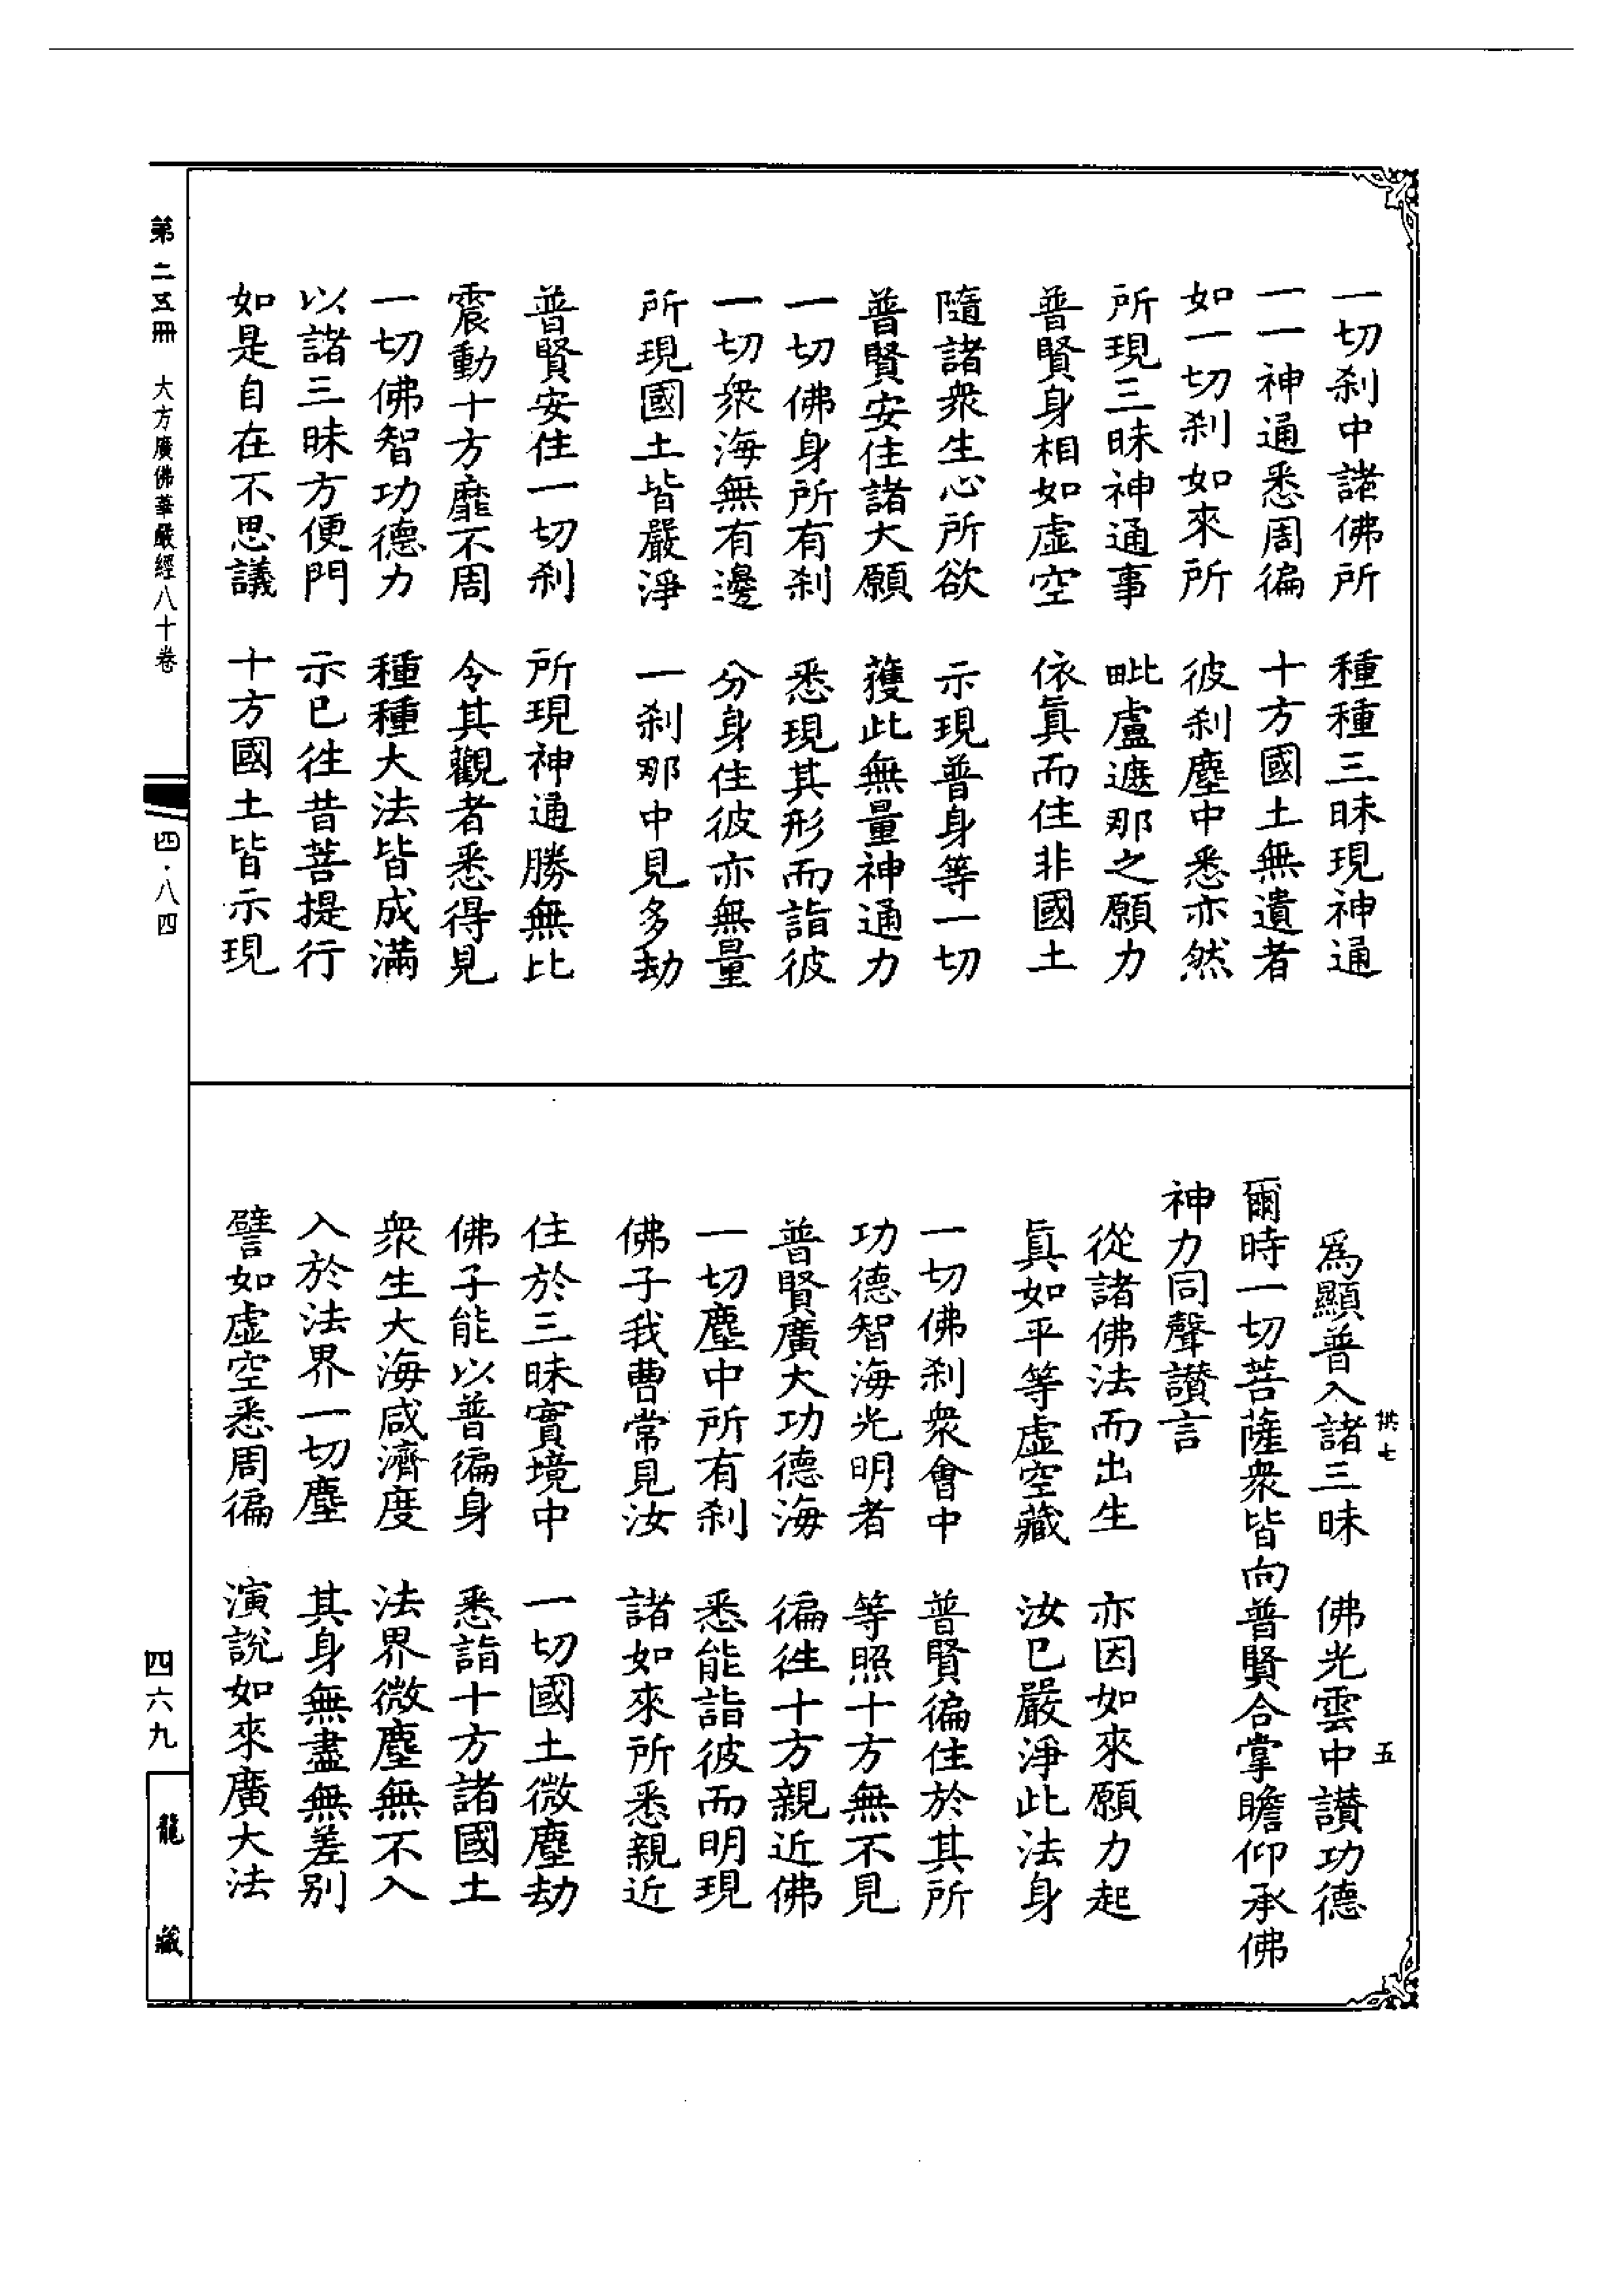 一切剎中諸佛所　種種三昧現神通
一一神通悉周徧　十方國土無遺者
如一切剎如來所　彼剎塵中悉亦然
所現三昧神通事　毗盧遮那之願力
普賢身相如虛空　依眞而住非國土
隨諸衆生心所欲　示現普身等一切
普賢安住諸大願　獲此無量神通力
一切佛身所有剎　悉現其形而詣彼
一切衆海無有邊　分身住彼亦無量
所現國土皆嚴淨　一剎那中見多劫
普賢安住一切剎　所現神通勝無比
震動十方靡不周　令其觀者悉得見
一切佛智功德力　種種大法皆成滿
以諸三昧方便門　示已往昔菩提行
如是自在不思議　十方國土皆示現
爲顯普入諸三昧　佛光雲中讚功德
拱七　五
爾時一切菩薩衆皆向普賢合掌瞻仰承佛
神力同聲讚言
從諸佛法而出生　亦因如來願力起
眞如平等虛空藏　汝已嚴淨此法身
一切佛剎衆會中　普賢徧住於其所
功德智海光明者　等照十方無不見
普賢廣大功德海　徧往十方親近佛
一切塵中所有剎　悉能詣彼而明現
佛子我曹常見汝　諸如來所悉親近
住於三昧實境中　一切國土微塵劫
佛子能以普徧身　悉詣十方諸國土
衆生大海咸濟度　法界微塵無不入
入於法界一切塵　其身無盡無差別
譬如虛空悉周徧　演說如來廣大法
第二五冊　大方廣佛華嚴經八十卷　四·八四
四六九
龍藏